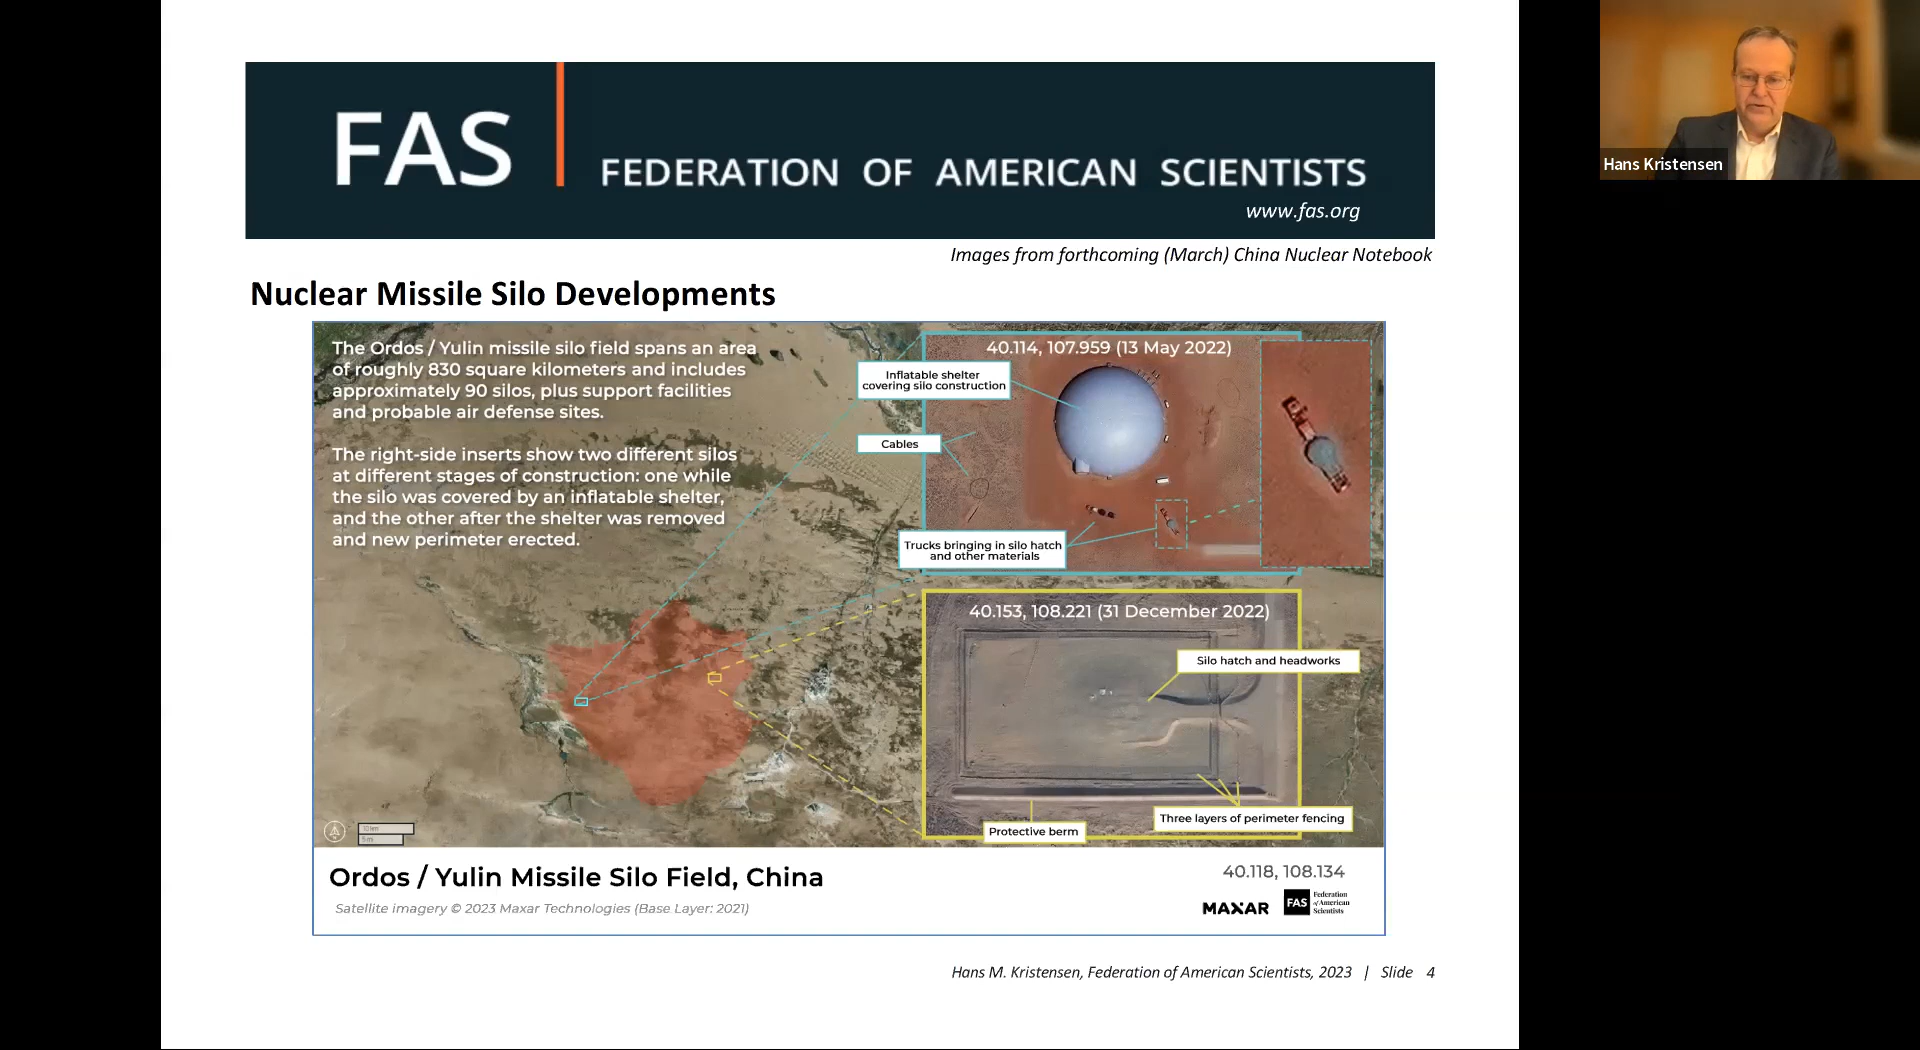 FAS
FEDERATION OF AMERICAN SCIENTISTS
www.fas.org
Hans Kristensen
Images from forthcoming (March) China Nuclear Notebook
Nuclear Missile Silo Developments
The Ordos / Yulin missile silo field spans an area
of roughly 830 square kilometers and includes
approximately 90 silos, plus support facilities
and probable air defense sites.
The right-side inserts show two different silos
at different stages of construction: one while
the silo was covered by an inflatable shelter,
and the other after the shelter was removed
and new perimeter erected.
40.114, 107.959 (13 May 2022)
Inflatable shelter
covering silo construction
Cables
Trucks bringing in silo hatch
and other materials
40.153, 108.221 (31 December 2022)
Silo hatch and headworks
Three layers of perimeter fencing
Protective berm
10 km
5 mi
Ordos / Yulin Missile Silo Field, China
Satellite imagery © 2023 Maxar Technologies (Base Layer: 2021)
40.118, 108.134
MAXAR
FAS
Federation
of American
Scientists
Hans M. Kristensen, Federation of American Scientists, 2023 | Slide 4